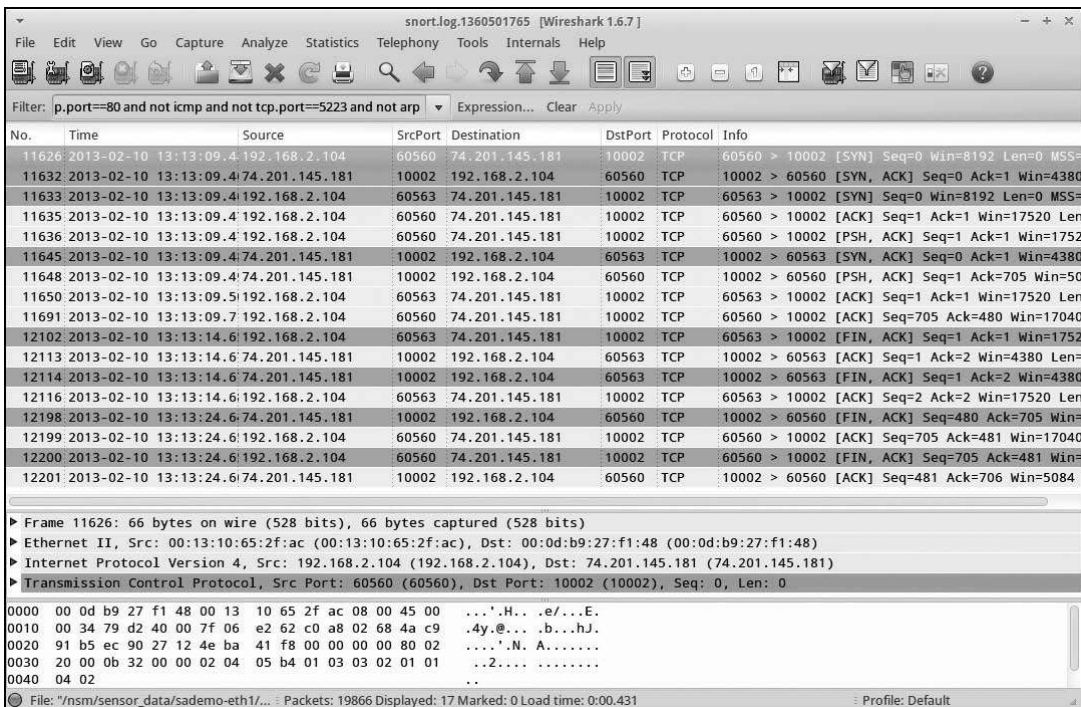 snort.log.1360501765 [Wireshark 1.6.7 ]
File Edit View Go Capture Analyze Statistics Telephony Tools Internals Help
Filter: p.port==80 and not icmp and not tcp.port==5223 and not arp Expression... Clear Apply
No. Time Source SrcPort Destination DstPort Protocol Info
11626 2013-02-10 13:13:09.4 192.168.2.104 60560 74.201.145.181 10002 TCP 60560 > 10002 [SYN] Seq=0 Win=8192 Len=0 MSS=
11632 2013-02-10 13:13:09.4 74.201.145.181 10002 192.168.2.104 60560 TCP 10002 > 60560 [SYN, ACK] Seq=0 Ack=1 Win=4380
11633 2013-02-10 13:13:09.4 192.168.2.104 60563 74.201.145.181 10002 TCP 60563 > 10002 [SYN] Seq=0 Win=8192 Len=0 MSS=
11635 2013-02-10 13:13:09.4 192.168.2.104 60560 74.201.145.181 10002 TCP 60560 > 10002 [ACK] Seq=1 Ack=1 Win=17520 Len
11636 2013-02-10 13:13:09.4 192.168.2.104 60560 74.201.145.181 10002 TCP 60560 > 10002 [PSH, ACK] Seq=1 Ack=1 Win=1752
11645 2013-02-10 13:13:09.4 74.201.145.181 10002 192.168.2.104 60563 TCP 10002 > 60563 [SYN, ACK] Seq=0 Ack=1 Win=4380
11648 2013-02-10 13:13:09.4 74.201.145.181 10002 192.168.2.104 60560 TCP 10002 > 60560 [PSH, ACK] Seq=1 Ack=705 Win=50
11650 2013-02-10 13:13:09.5 192.168.2.104 60563 74.201.145.181 10002 TCP 60563 > 10002 [ACK] Seq=1 Ack=1 Win=17520 Len
11691 2013-02-10 13:13:09.7 192.168.2.104 60560 74.201.145.181 10002 TCP 60560 > 10002 [ACK] Seq=705 Ack=480 Win=17040
12102 2013-02-10 13:13:14.6 192.168.2.104 60563 74.201.145.181 10002 TCP 60563 > 10002 [FIN, ACK] Seq=1 Ack=1 Win=1752
12113 2013-02-10 13:13:14.6 74.201.145.181 10002 192.168.2.104 60563 TCP 10002 > 60563 [ACK] Seq=1 Ack=2 Win=4380 Len=
12114 2013-02-10 13:13:14.6 74.201.145.181 10002 192.168.2.104 60563 TCP 10002 > 60563 [FIN, ACK] Seq=1 Ack=2 Win=4380
12116 2013-02-10 13:13:14.6 192.168.2.104 60563 74.201.145.181 10002 TCP 60563 > 10002 [ACK] Seq=2 Ack=2 Win=17520 Len
12198 2013-02-10 13:13:24.6 74.201.145.181 10002 192.168.2.104 60560 TCP 10002 > 60560 [FIN, ACK] Seq=480 Ack=705 Win=
12199 2013-02-10 13:13:24.6 192.168.2.104 60560 74.201.145.181 10002 TCP 60560 > 10002 [ACK] Seq=705 Ack=481 Win=17040
12200 2013-02-10 13:13:24.6 192.168.2.104 60560 74.201.145.181 10002 TCP 60560 > 10002 [FIN, ACK] Seq=705 Ack=481 Win=
12201 2013-02-10 13:13:24.6 74.201.145.181 10002 192.168.2.104 60560 TCP 10002 > 60560 [ACK] Seq=481 Ack=706 Win=5084
Frame 11626: 66 bytes on wire (528 bits), 66 bytes captured (528 bits)
Ethernet II, Src: 00:13:10:65:2f:ac (00:13:10:65:2f:ac), Dst: 00:0d:b9:27:f1:48 (00:0d:b9:27:f1:48)
Internet Protocol Version 4, Src: 192.168.2.104 (192.168.2.104), Dst: 74.201.145.181 (74.201.145.181)
Transmission Control Protocol, Src Port: 60560 (60560), Dst Port: 10002 (10002), Seq: 0, Len: 0
0000 00 0d b9 27 f1 48 00 13 10 65 2f ac 08 00 45 00 ...'.H.. .e/...E.
0010 00 34 79 d2 40 00 7f 06 e2 62 c0 a8 02 68 4a c9 .4y.@... .b...hJ.
0020 91 b5 ec 90 27 12 4e ba 41 f8 00 00 00 00 80 02 ....'.N. A.......
0030 20 00 0b 32 00 00 02 04 05 b4 01 03 03 02 01 01 ..2.... ........
0040 04 02 ..
File: "/nsm/sensor_data/sademo-eth1/... Packets: 19866 Displayed: 17 Marked: 0 Load time: 0:00.431 Profile: Default